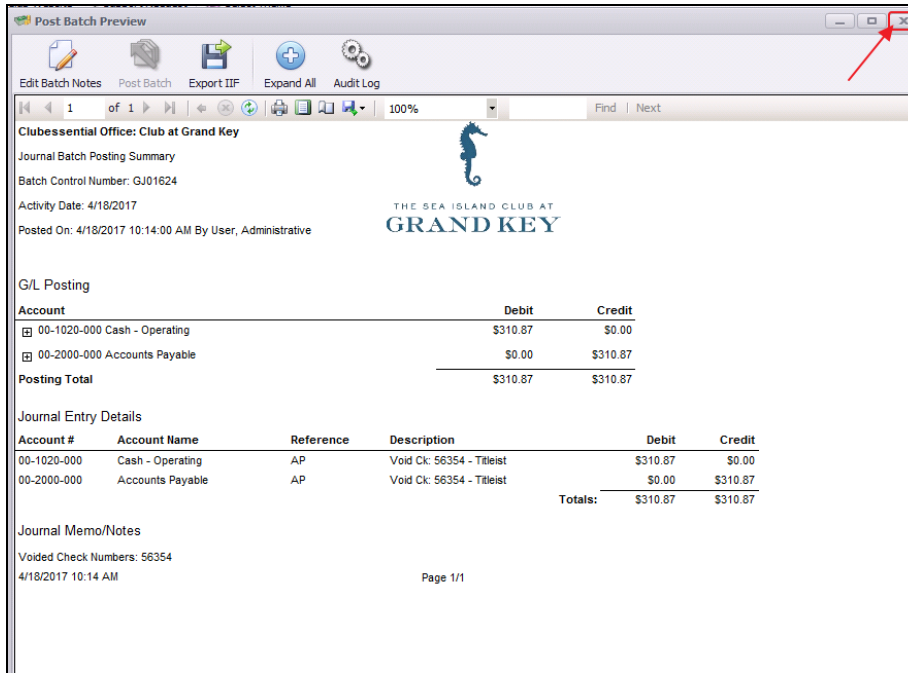 Post Batch Preview
Edit Batch Notes Post Batch Export IIF Expand All Audit Log
1 of 1 100% Find | Next
Clubessential Office: Club at Grand Key
Journal Batch Posting Summary
Batch Control Number: GJ01624
Activity Date: 4/18/2017
THE SEA ISLAND CLUB AT
GRAND KEY
Posted On: 4/18/2017 10:14:00 AM By User, Administrative
G/L Posting
Account Debit Credit
00-1020-000 Cash - Operating $310.87 $0.00
00-2000-000 Accounts Payable $0.00 $310.87
Posting Total $310.87 $310.87
Journal Entry Details
Account # Account Name Reference Description Debit Credit
00-1020-000 Cash - Operating AP Void Ck: 56354 - Titleist $310.87 $0.00
00-2000-000 Accounts Payable AP Void Ck: 56354 - Titleist $0.00 $310.87
Totals: $310.87 $310.87
Journal Memo/Notes
Voided Check Numbers: 56354
4/18/2017 10:14 AM Page 1/1